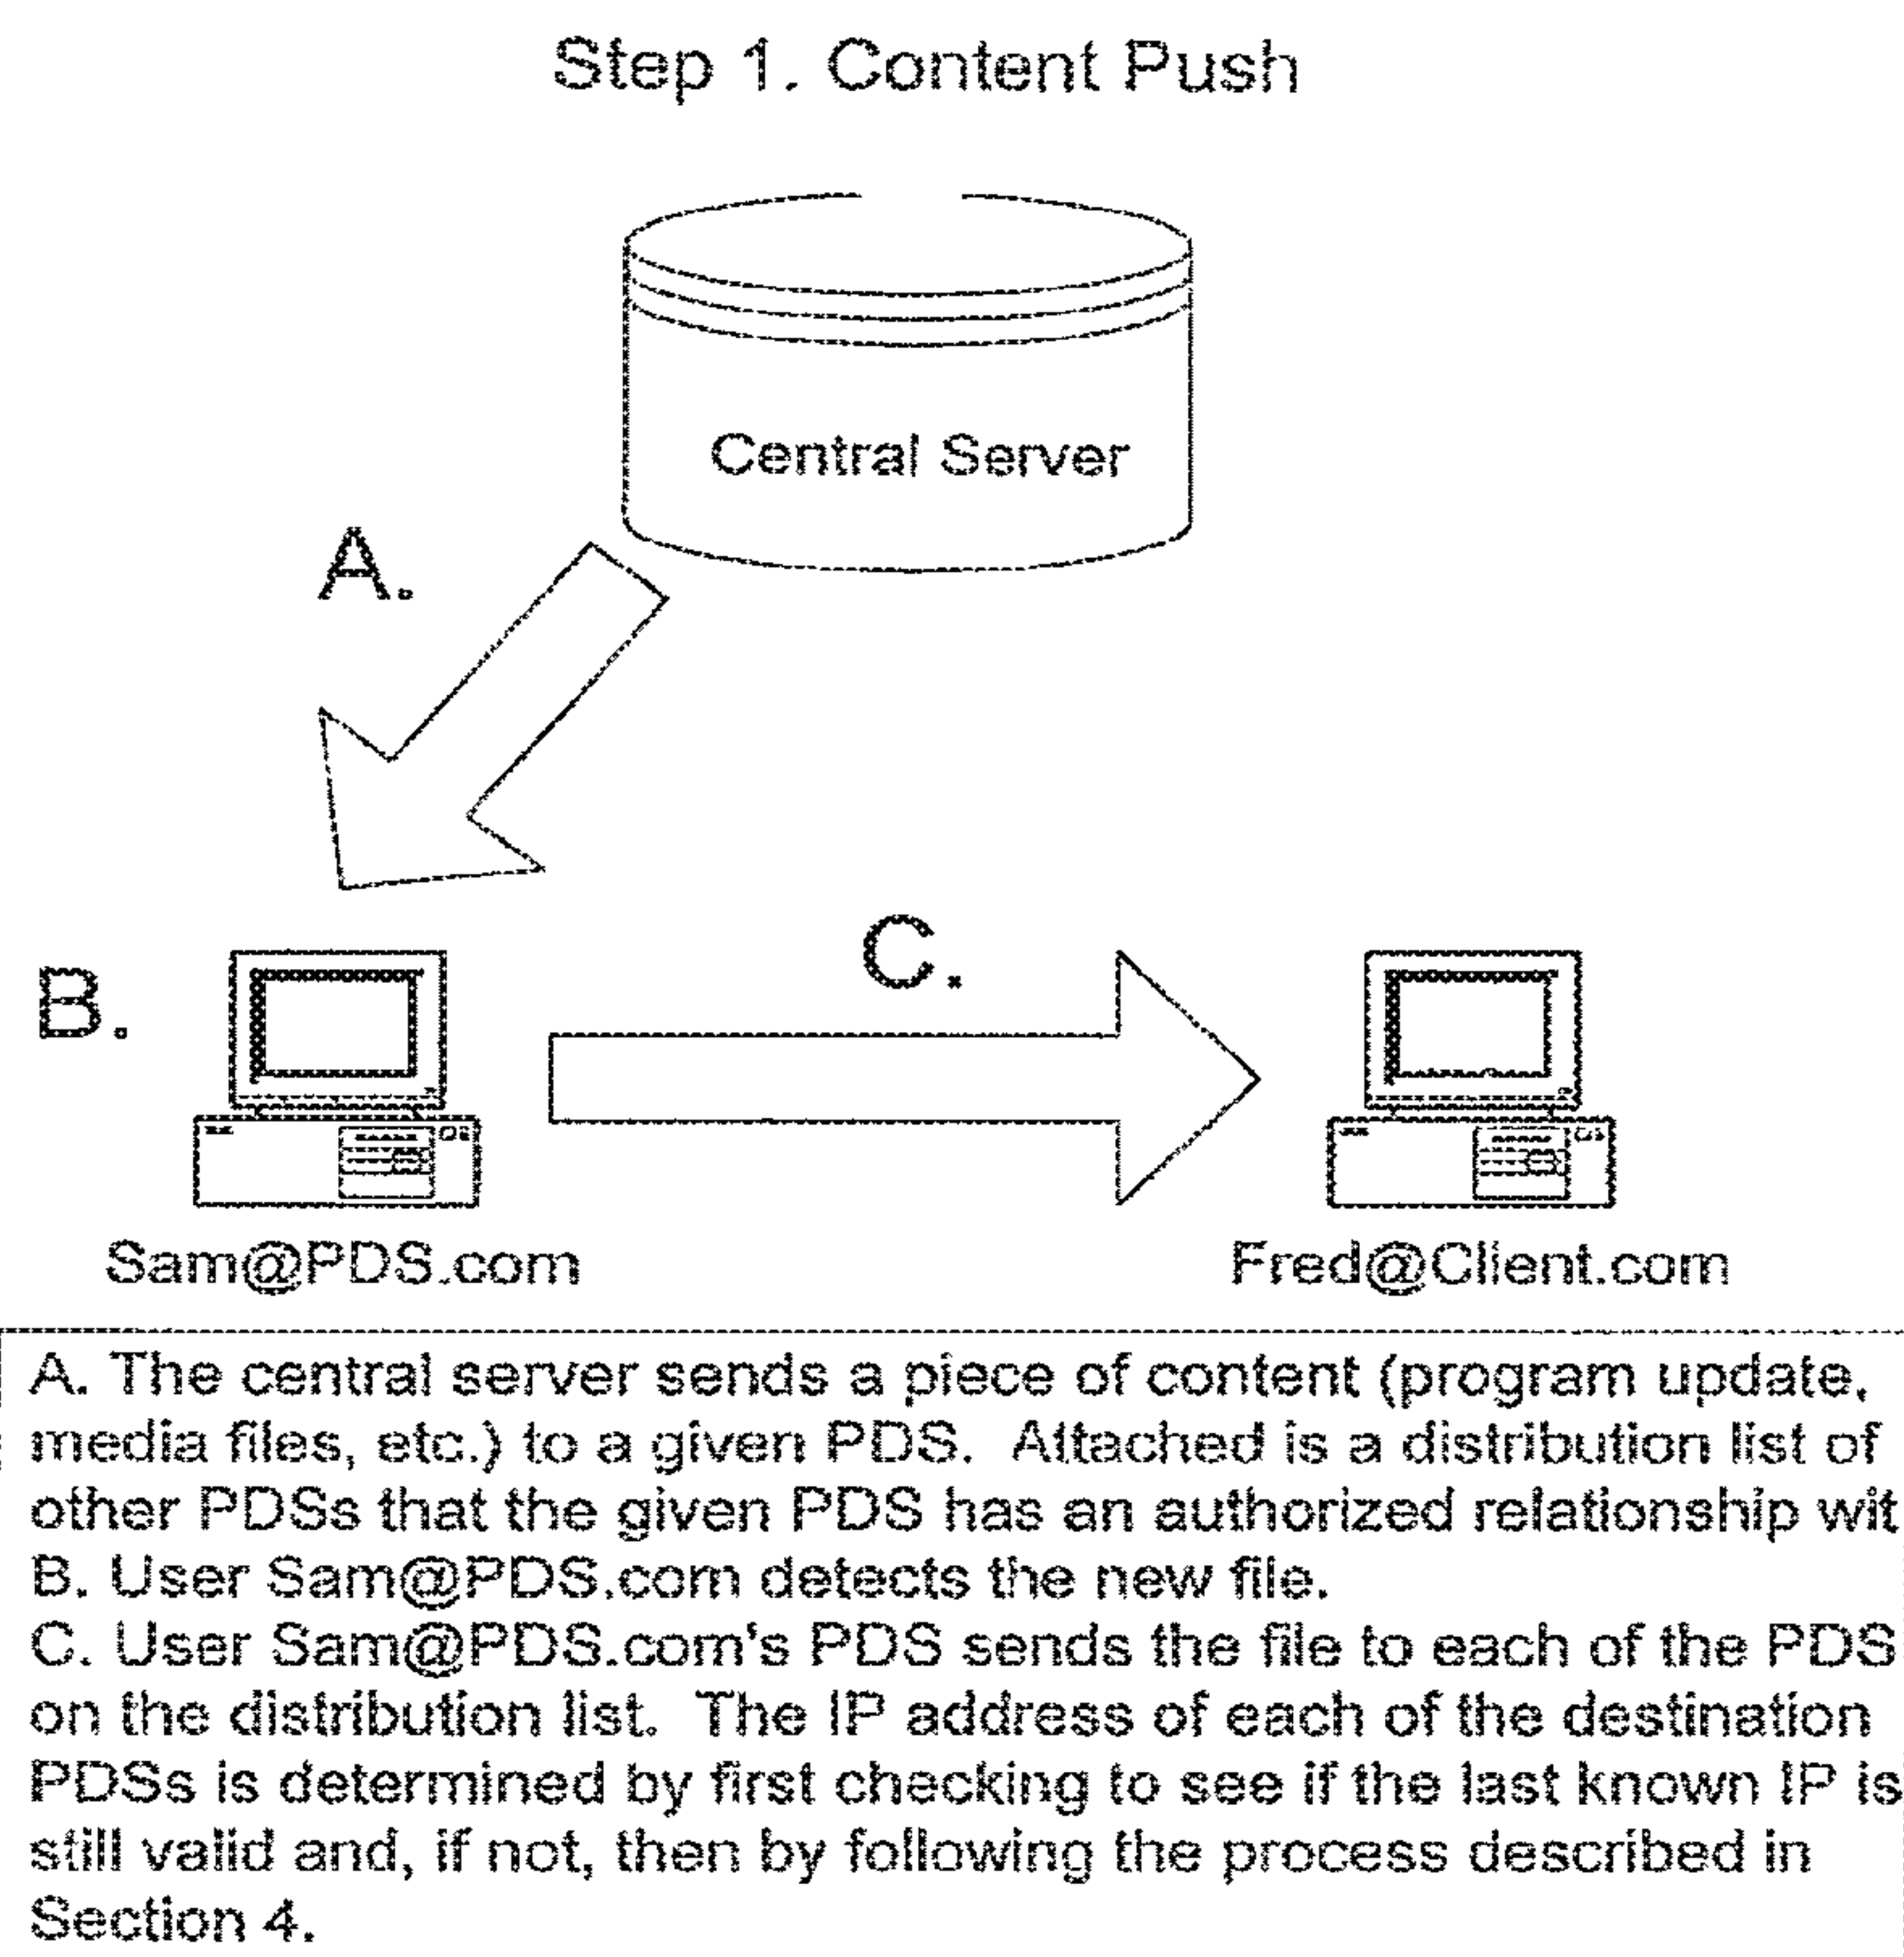 Step 1. Content Push
Central Server
A.
C.
B.
Sam@PDS.com
Fred@Client.com
A. The central server sends a piece of content (program update,
media files, etc.) to a given PDS. Attached is a distribution list of
other PDSs that the given PDS has an authorized relationship wit
B. User Sam@PDS.com detects the new file.
C. User Sam@PDS.com's PDS sends the file to each of the PDS
on the distribution list. The IP address of each of the destination
PDSs is determined by first checking to see if the last known IP is
still valid and, if not, then by following the process described in
Section 4.